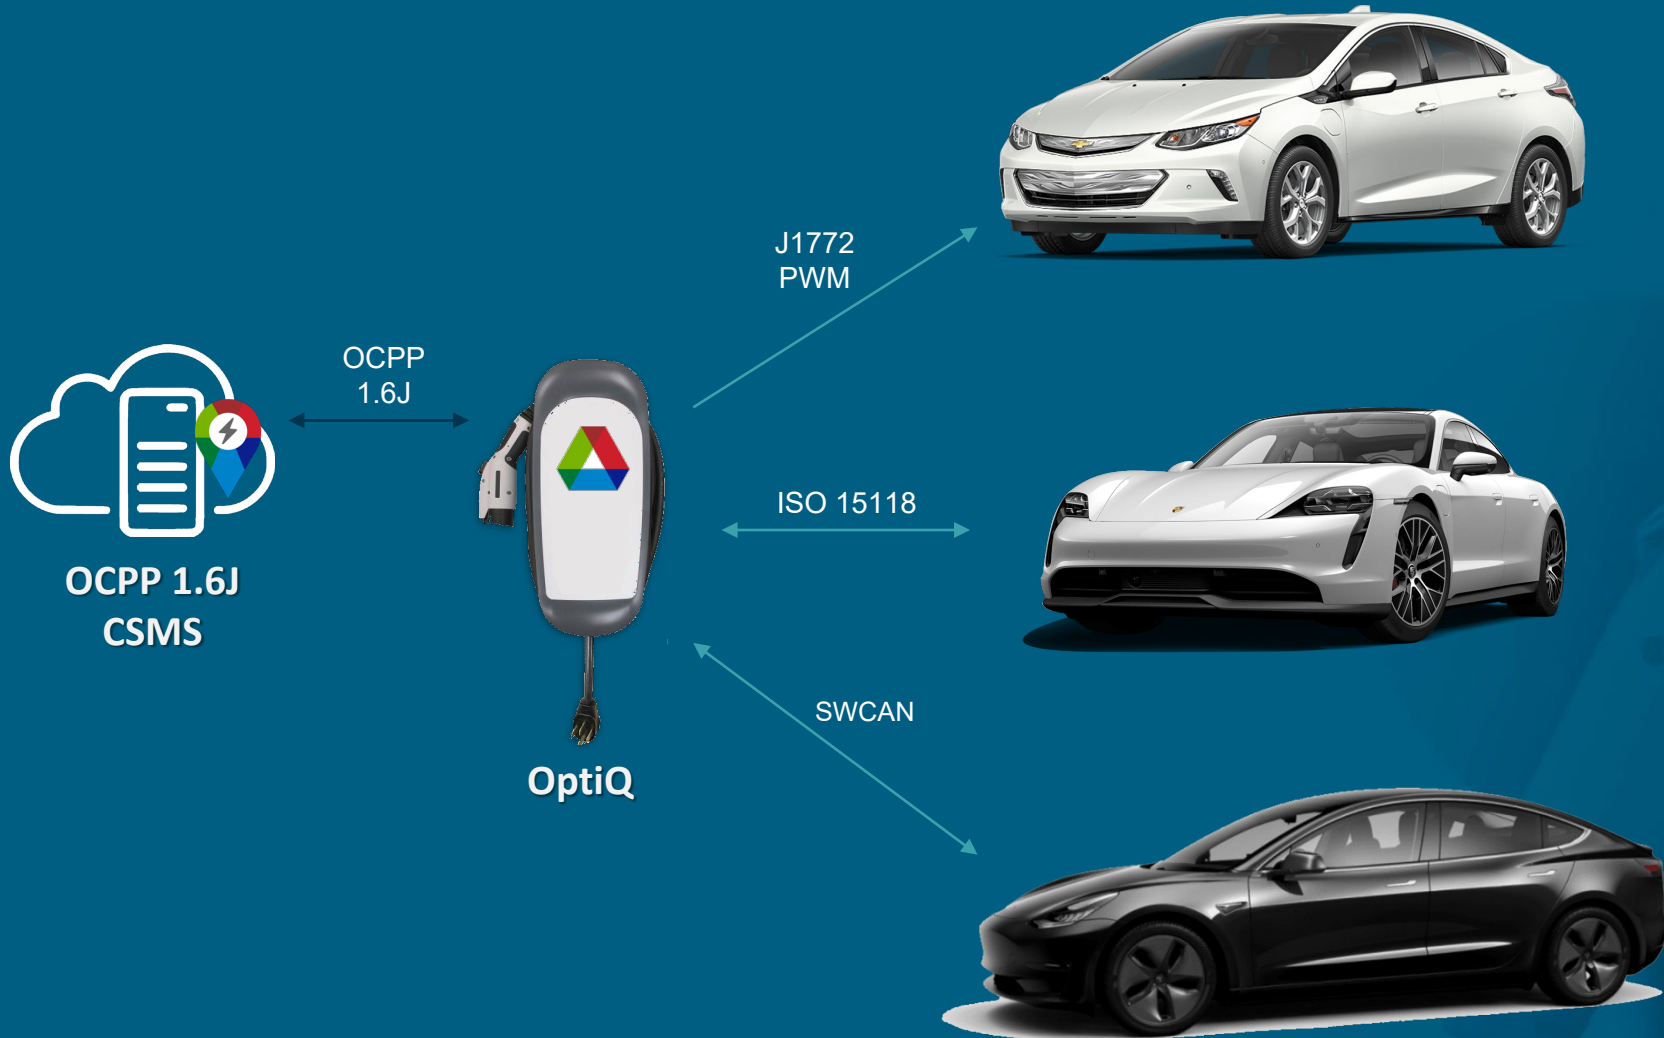 J1772
PWM
OCPP
1.6J
ISO 15118
OCPP 1.6J
CSMS
SWCAN
OptiQ